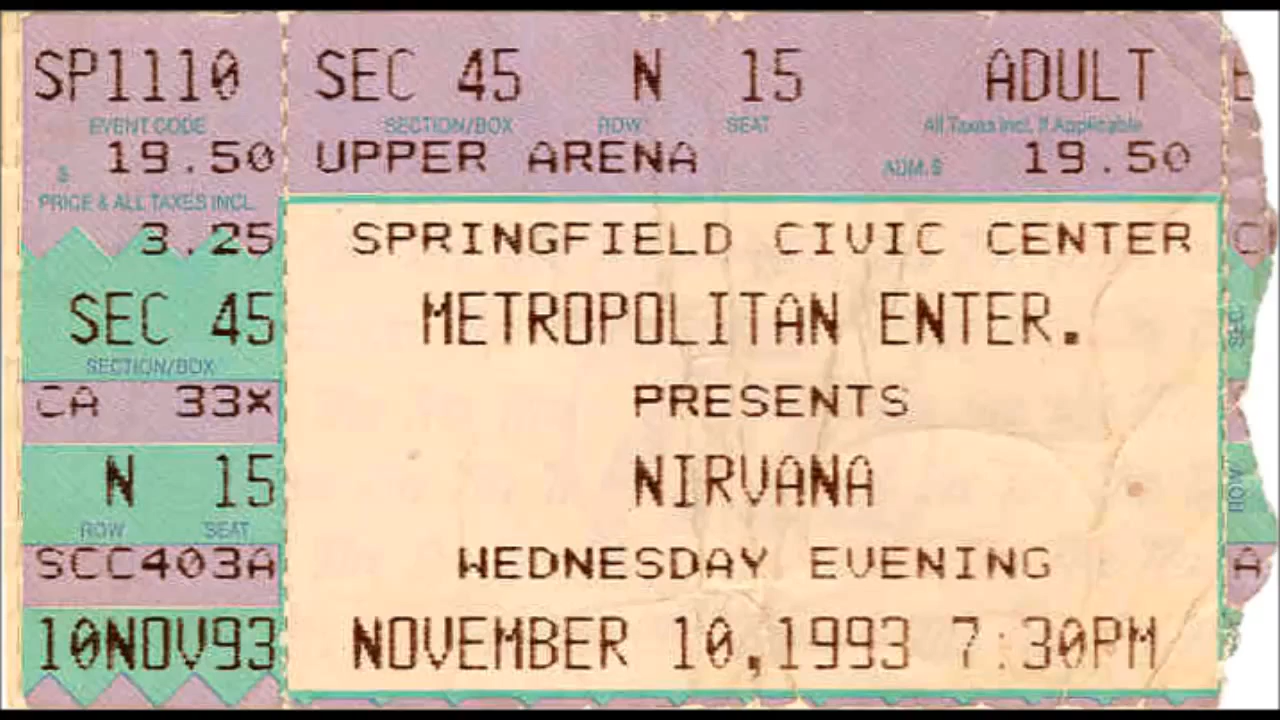 SP1110 SEC 45 N 15 ADULT
EVENT CODE SECTION/BOX ROW SEAT All Taxes Incl. If Applicable
$ 19.50 UPPER ARENA ADM.$ 19.50
PRICE & ALL TAXES INCL.
3.25 SPRINGFIELD CIVIC CENTER
SEC 45 METROPOLITAN ENTER.
SECTION/BOX
CA 33X PRESENTS
N 15 NIRVANA
ROW SEAT ROW
SCC403A WEDNESDAY EVENING A
10NOV93 NOVEMBER 10,1993 7:30PM